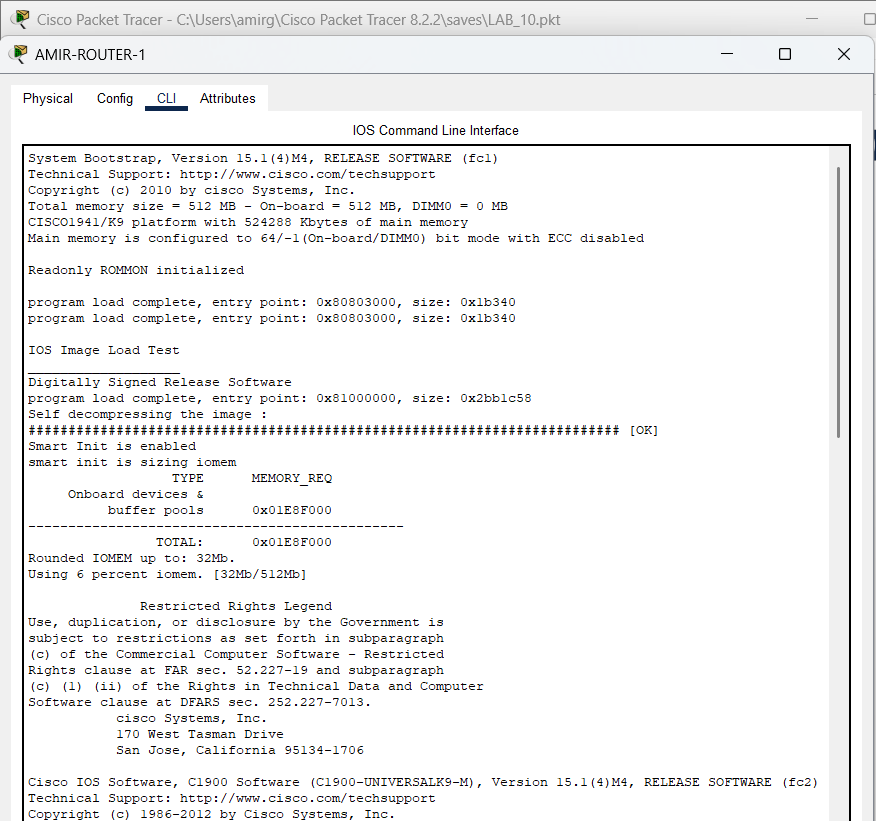 Cisco Packet Tracer - C:\Users\amirg\Cisco Packet Tracer 8.2.2\saves\LAB_10.pkt
AMIR-ROUTER-1
Physical Config CLI Attributes
IOS Command Line Interface
System Bootstrap, Version 15.1(4)M4, RELEASE SOFTWARE (fc1)
Technical Support: http://www.cisco.com/techsupport
Copyright (c) 2010 by cisco Systems, Inc.
Total memory size = 512 MB - On-board = 512 MB, DIMM0 = 0 MB
CISCO1941/K9 platform with 524288 Kbytes of main memory
Main memory is configured to 64/-1(On-board/DIMM0) bit mode with ECC disabled
Readonly ROMMON initialized
program load complete, entry point: 0x80803000, size: 0x1b340
program load complete, entry point: 0x80803000, size: 0x1b340
IOS Image Load Test
___________________
Digitally Signed Release Software
program load complete, entry point: 0x81000000, size: 0x2bb1c58
Self decompressing the image :
########################################################################## [OK]
Smart Init is enabled
smart init is sizing iomem
TYPE MEMORY_REQ
Onboard devices &
buffer pools 0x01E8F000
-----------------------------------------------
TOTAL: 0x01E8F000
Rounded IOMEM up to: 32Mb.
Using 6 percent iomem. [32Mb/512Mb]
Restricted Rights Legend
Use, duplication, or disclosure by the Government is
subject to restrictions as set forth in subparagraph
(c) of the Commercial Computer Software - Restricted
Rights clause at FAR sec. 52.227-19 and subparagraph
(c) (1) (ii) of the Rights in Technical Data and Computer
Software clause at DFARS sec. 252.227-7013.
cisco Systems, Inc.
170 West Tasman Drive
San Jose, California 95134-1706
Cisco IOS Software, C1900 Software (C1900-UNIVERSALK9-M), Version 15.1(4)M4, RELEASE SOFTWARE (fc2)
Technical Support: http://www.cisco.com/techsupport
Copyright (c) 1986-2012 by Cisco Systems, Inc.